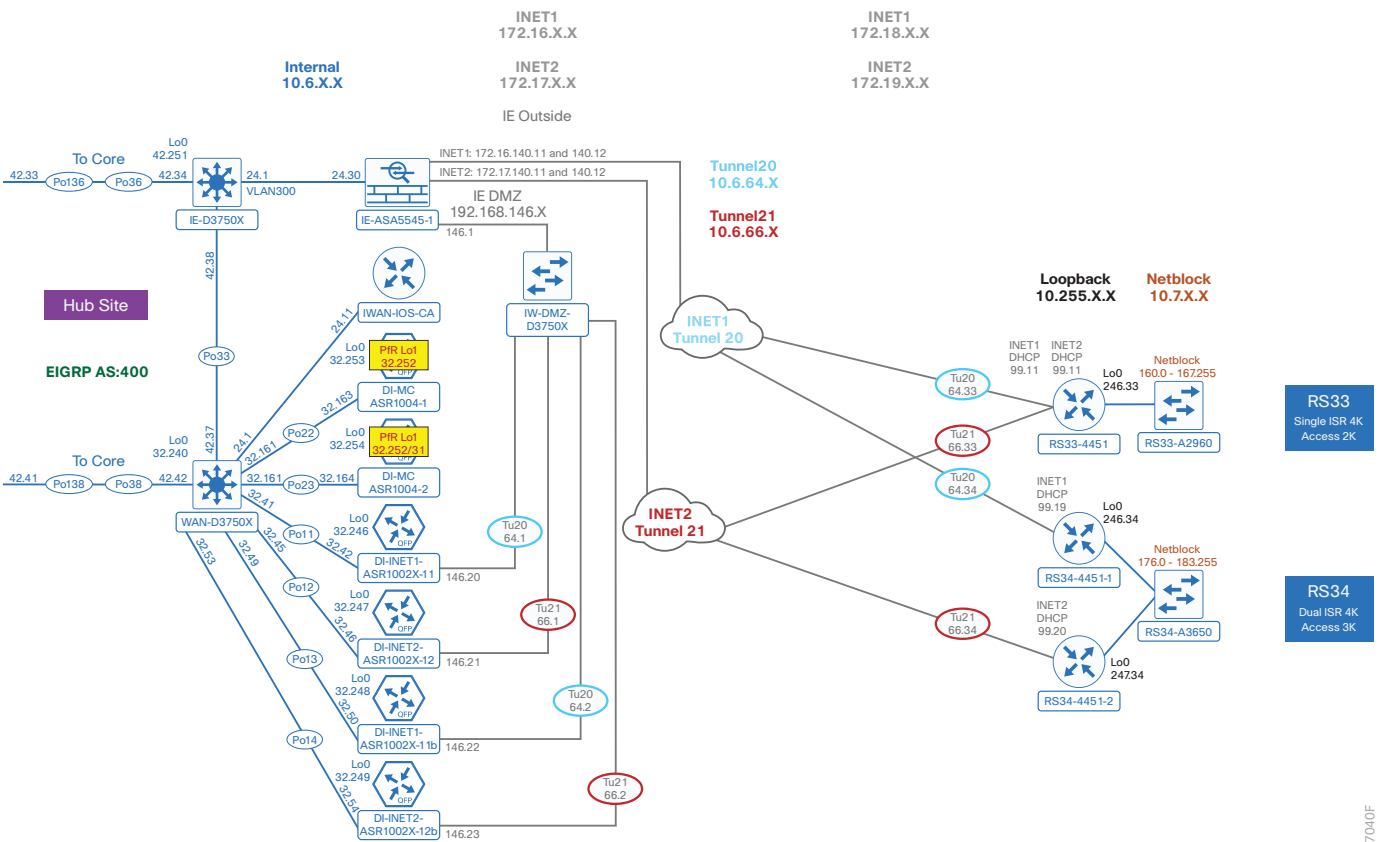 INET1
172.16.X.X
INET1
172.18.X.X
Internal
10.6.X.X
INET2
172.17.X.X
INET2
172.19.X.X
IE Outside
To Core
42.33
Po136
Po36
42.34
Lo0
42.251
IE-D3750X
24.1
VLAN300
24.30
IE-ASA5545-1
INET1: 172.16.140.11 and 140.12
INET2: 172.17.140.11 and 140.12
IE DMZ
192.168.146.X
146.1
Tunnel20
10.6.64.X
Tunnel21
10.6.66.X
42.38
Po33
42.37
Hub Site
EIGRP AS:400
IWAN-IOS-CA
24.11
24.1
IW-DMZ-
D3750X
Lo0
32.253
PfR Lo1
32.252
QFP
DI-MC
ASR1004-1
32.163
Po22
32.161
Lo0
32.254
PfR Lo1
32.252/31
QFP
DI-MC
ASR1004-2
32.161
Po23
32.164
To Core
42.41
Po138
Po38
42.42
Lo0
32.240
WAN-D3750X
32.41
Po11
32.42
Lo0
32.246
QFP
DI-INET1-
ASR1002X-11
146.20
Tu20
64.1
32.45
Po12
32.46
Lo0
32.247
QFP
DI-INET2-
ASR1002X-12
146.21
Tu21
66.1
32.49
Po13
32.50
Lo0
32.248
QFP
DI-INET1-
ASR1002X-11b
146.22
Tu20
64.2
32.53
Po14
32.54
Lo0
32.249
QFP
DI-INET2-
ASR1002X-12b
146.23
Tu21
66.2
INET1
Tunnel 20
INET2
Tunnel 21
Loopback
10.255.X.X
Netblock
10.7.X.X
Tu20
64.33
Tu21
66.33
Tu20
64.34
Tu21
66.34
INET1
DHCP
99.11
INET2
DHCP
99.11
Lo0
246.33
RS33-4451
Netblock
160.0 - 167.255
RS33-A2960
RS33
Single ISR 4K
Access 2K
INET1
DHCP
99.19
Lo0
246.34
RS34-4451-1
Netblock
176.0 - 183.255
RS34-A3650
RS34
Dual ISR 4K
Access 3K
INET2
DHCP
99.20
Lo0
247.34
RS34-4451-2
7040F